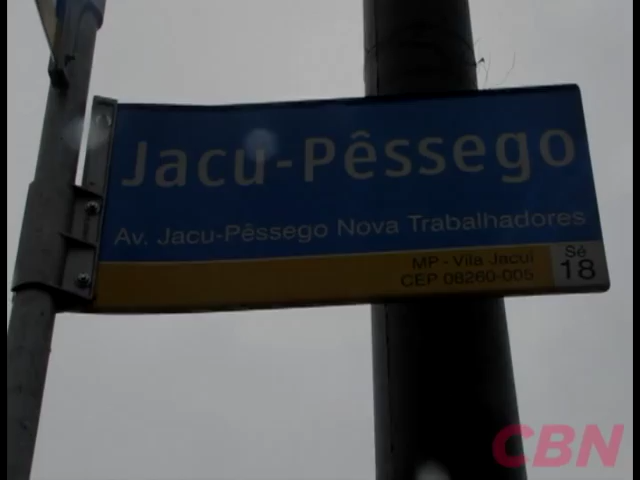 Jacu-Pêssego
Av. Jacu-Pêssego Nova Trabalhadores
MP - Vila Jacuí
CEP 08260-005
Sé
18
CBN